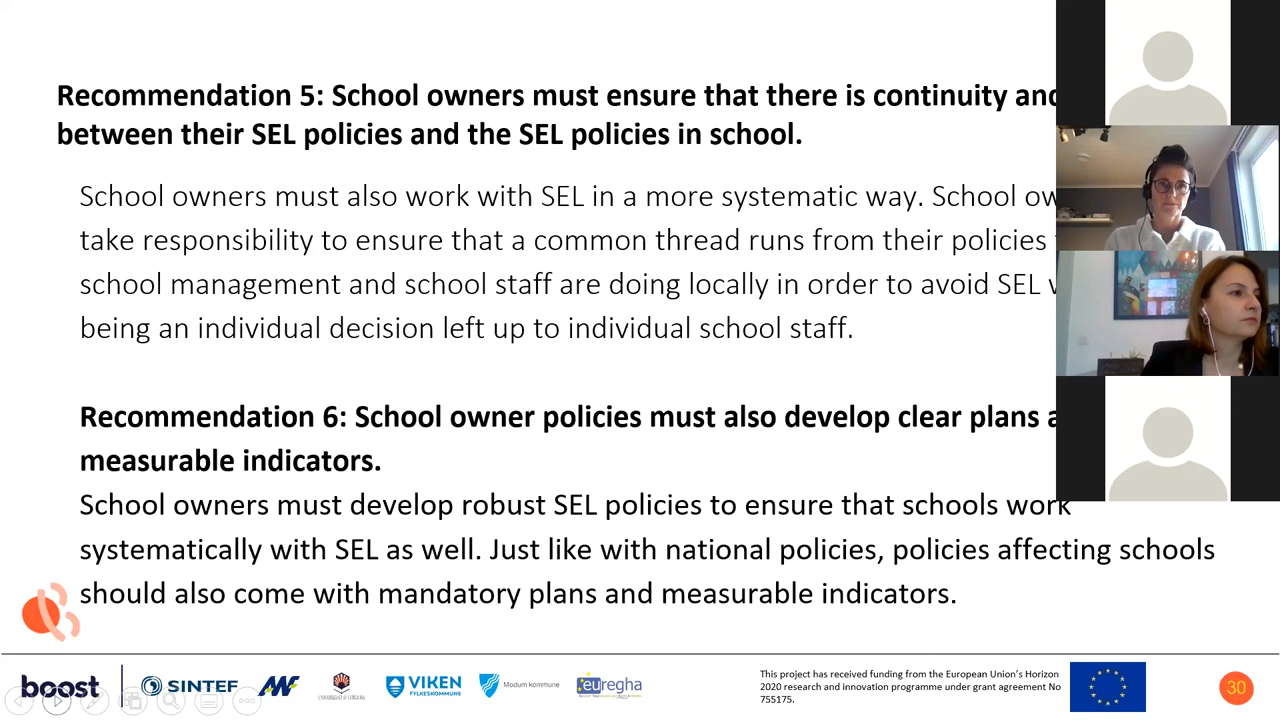 Recommendation 5: School owners must ensure that there is continuity and
between their SEL policies and the SEL policies in school.
School owners must also work with SEL in a more systematic way. School
take responsibility to ensure that a common thread runs from their policies
school management and school staff are doing locally in order to avoid SEL
being an individual decision left up to individual school staff.
Recommendation 6: School owner policies must also develop clear plans
measurable indicators.
School owners must develop robust SEL policies to ensure that schools work
systematically with SEL as well. Just like with national policies, policies affecting schools
should also come with mandatory plans and measurable indicators.
boost
SINTEF
VIKEN
FYLKESKOMMUNE
Modum kommune
euregha
This project has received funding from the European Union's Horizon
2020 research and innovation programme under grant agreement No
755175.
30